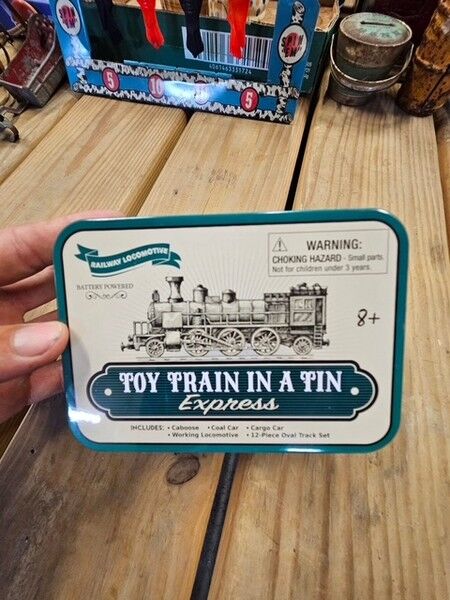 5 10 5
4061463335724
RAILWAY LOCOMOTIVE
BATTERY POWERED
WARNING:
CHOKING HAZARD - Small parts.
Not for children under 3 years.
8+
TOY TRAIN IN A TIN
Express
INCLUDES: • Caboose • Coal Car • Cargo Car
• Working Locomotive • 12-Piece Oval Track Set